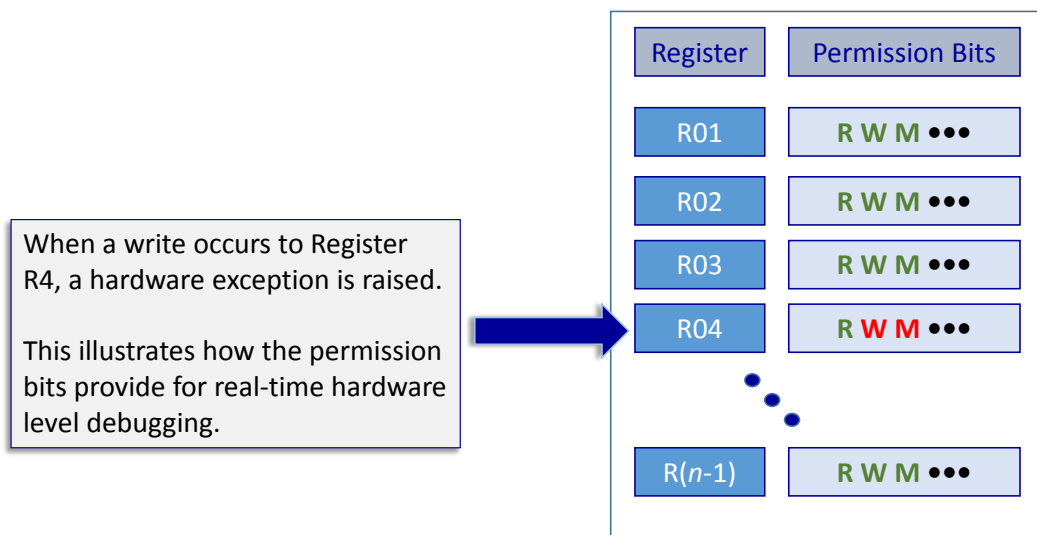 Register Permission Bits
R01 R W M •••
R02 R W M •••
When a write occurs to Register
R4, a hardware exception is raised.
This illustrates how the permission
bits provide for real-time hardware
level debugging.
R03 R W M •••
R04 R W M •••
R(n-1) R W M •••